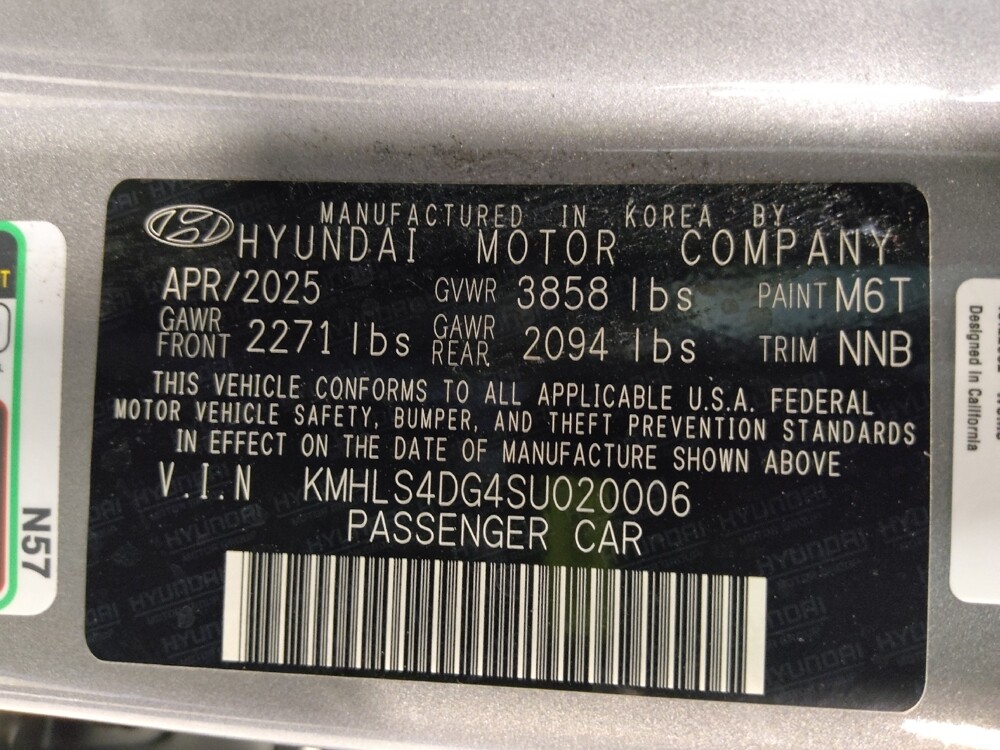 MANUFACTURED IN KOREA BY
HYUNDAI MOTOR COMPANY
APR/2025 GVWR 3858 lbs PAINT M6T
GAWR FRONT 2271 lbs GAWR REAR 2094 lbs TRIM NNB
THIS VEHICLE CONFORMS TO ALL APPLICABLE U.S.A. FEDERAL
MOTOR VEHICLE SAFETY, BUMPER, AND THEFT PREVENTION STANDARDS
IN EFFECT ON THE DATE OF MANUFACTURE SHOWN ABOVE
V.I.N KMHLS4DG4SU020006
PASSENGER CAR
N57
Designed in California